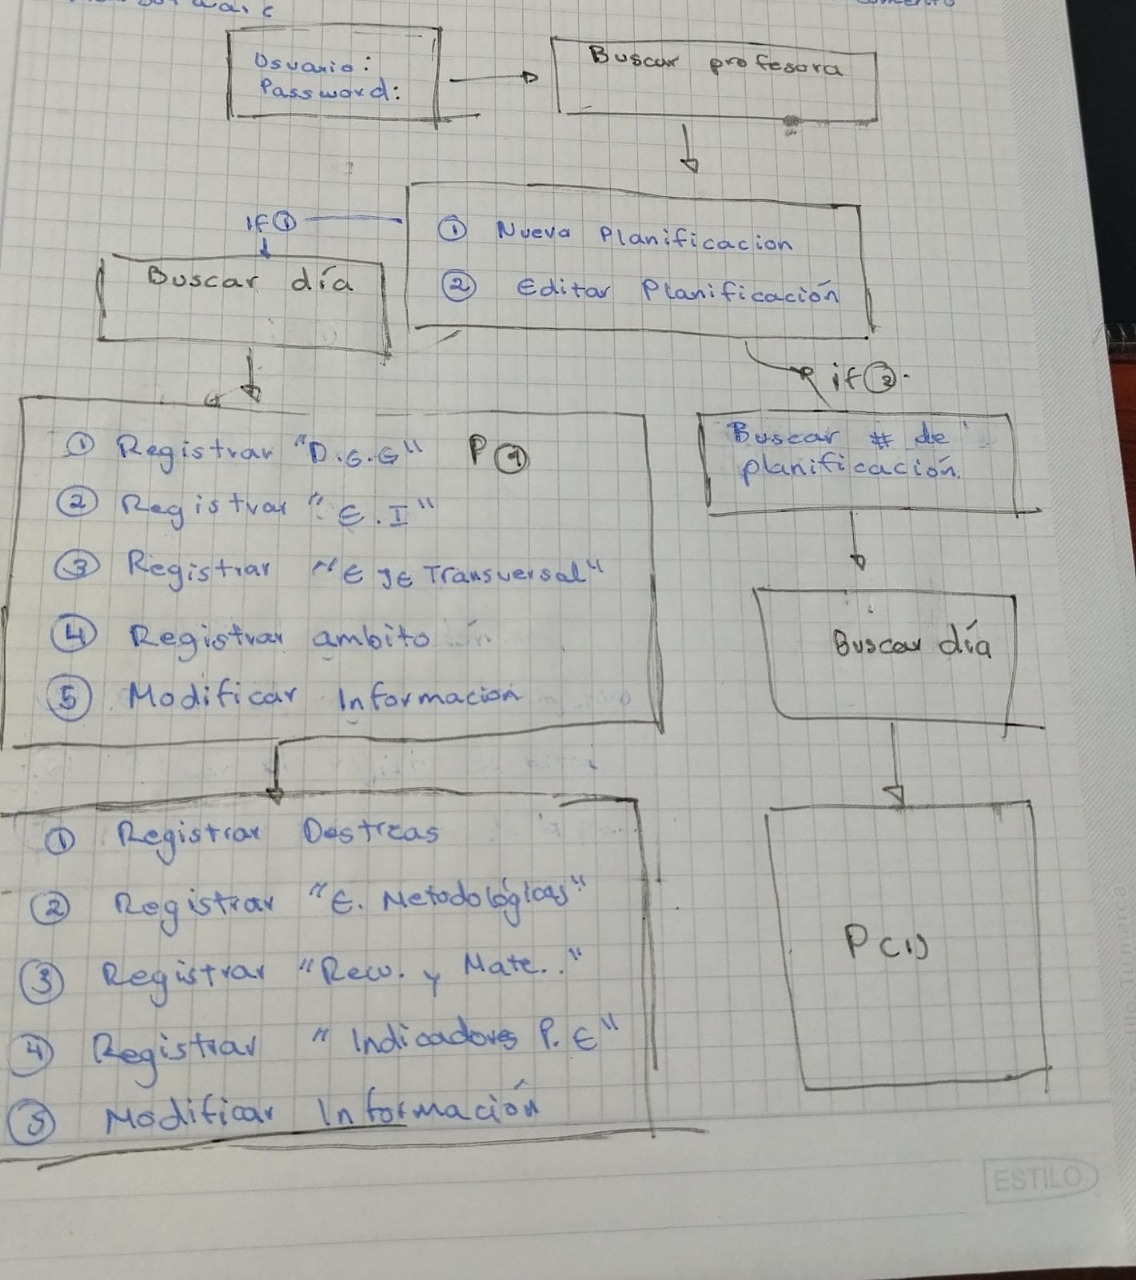 Usuario:
Password:
Buscar profesora
if ①
① Nueva Planificacion
② Editar Planificación
Buscar día
if ②.
① Registrar "D.G.G" P①
② Registrar "E.I"
③ Registrar "EJE Transversal"
④ Registrar ambito
⑤ Modificar Informacion
Buscar # de
planificación.
Buscar día
① Registrar Destrezas
② Registrar "E. Metodológicas"
③ Registrar "Recu. y Mate.."
④ Registrar "Indicadores P.E"
⑤ Modificar Información
P(1)
ESTILO